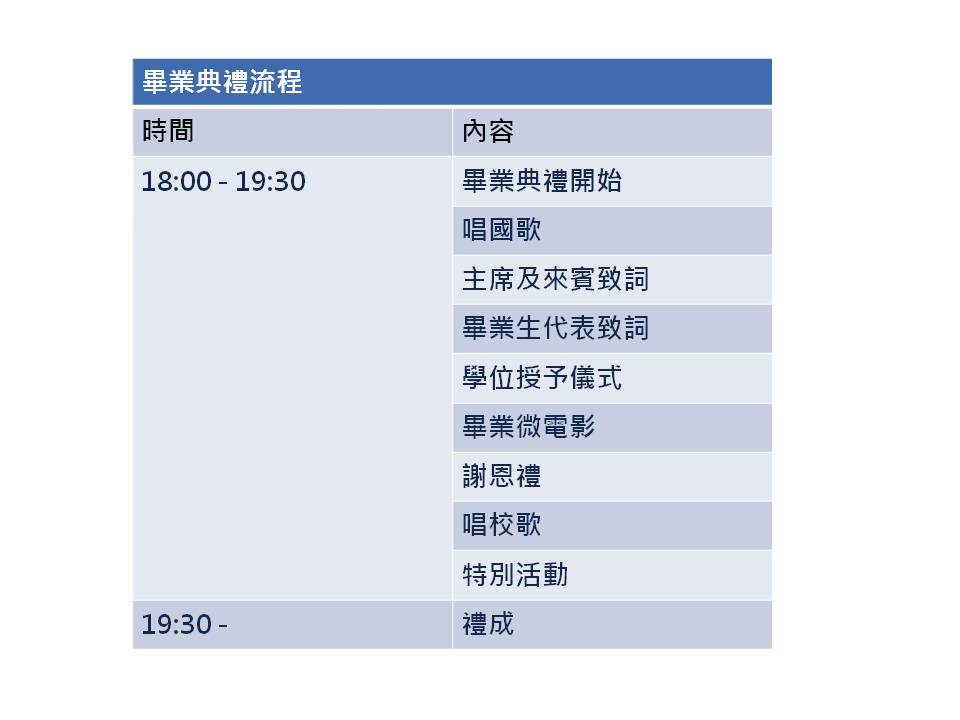 畢業典禮流程
時間 內容
18:00 - 19:30 畢業典禮開始
唱國歌
主席及來賓致詞
畢業生代表致詞
學位授予儀式
畢業微電影
謝恩禮
唱校歌
特別活動
19:30 - 禮成